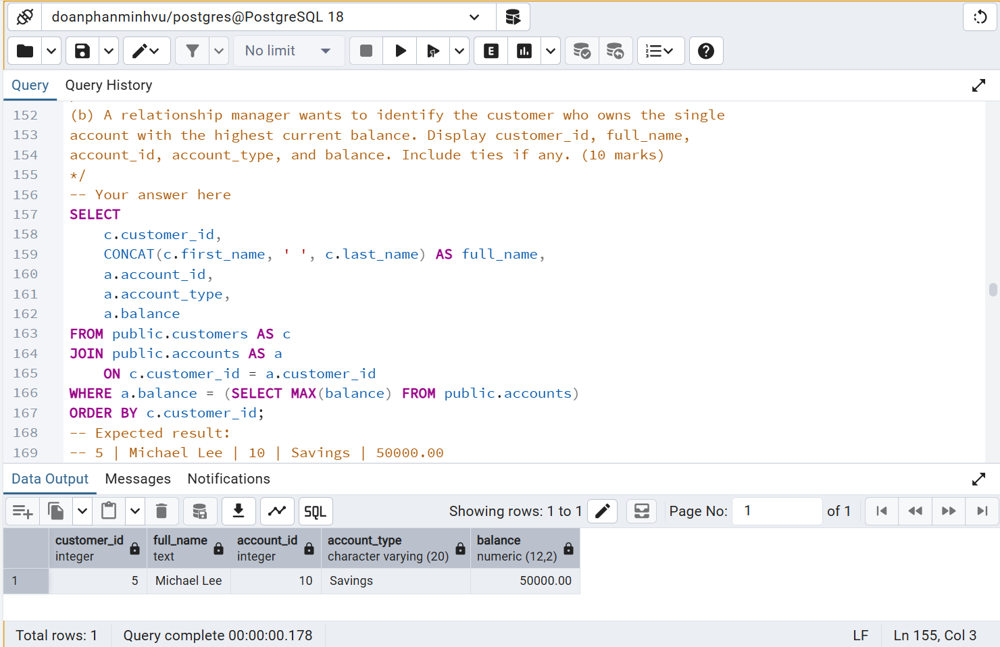 doanphanminhvu/postgres@PostgreSQL 18
No limit
E
Query Query History
152 (b) A relationship manager wants to identify the customer who owns the single
153 account with the highest current balance. Display customer_id, full_name,
154 account_id, account_type, and balance. Include ties if any. (10 marks)
155 */
156 -- Your answer here
157 SELECT
158 c.customer_id,
159 CONCAT(c.first_name, ' ', c.last_name) AS full_name,
160 a.account_id,
161 a.account_type,
162 a.balance
163 FROM public.customers AS c
164 JOIN public.accounts AS a
165 ON c.customer_id = a.customer_id
166 WHERE a.balance = (SELECT MAX(balance) FROM public.accounts)
167 ORDER BY c.customer_id;
168 -- Expected result:
169 -- 5 | Michael Lee | 10 | Savings | 50000.00
Data Output Messages Notifications
SQL Showing rows: 1 to 1 Page No: 1 of 1
customer_id full_name account_id account_type balance
integer text integer character varying (20) numeric (12,2)
1 5 Michael Lee 10 Savings 50000.00
Total rows: 1 Query complete 00:00:00.178 LF Ln 155, Col 3